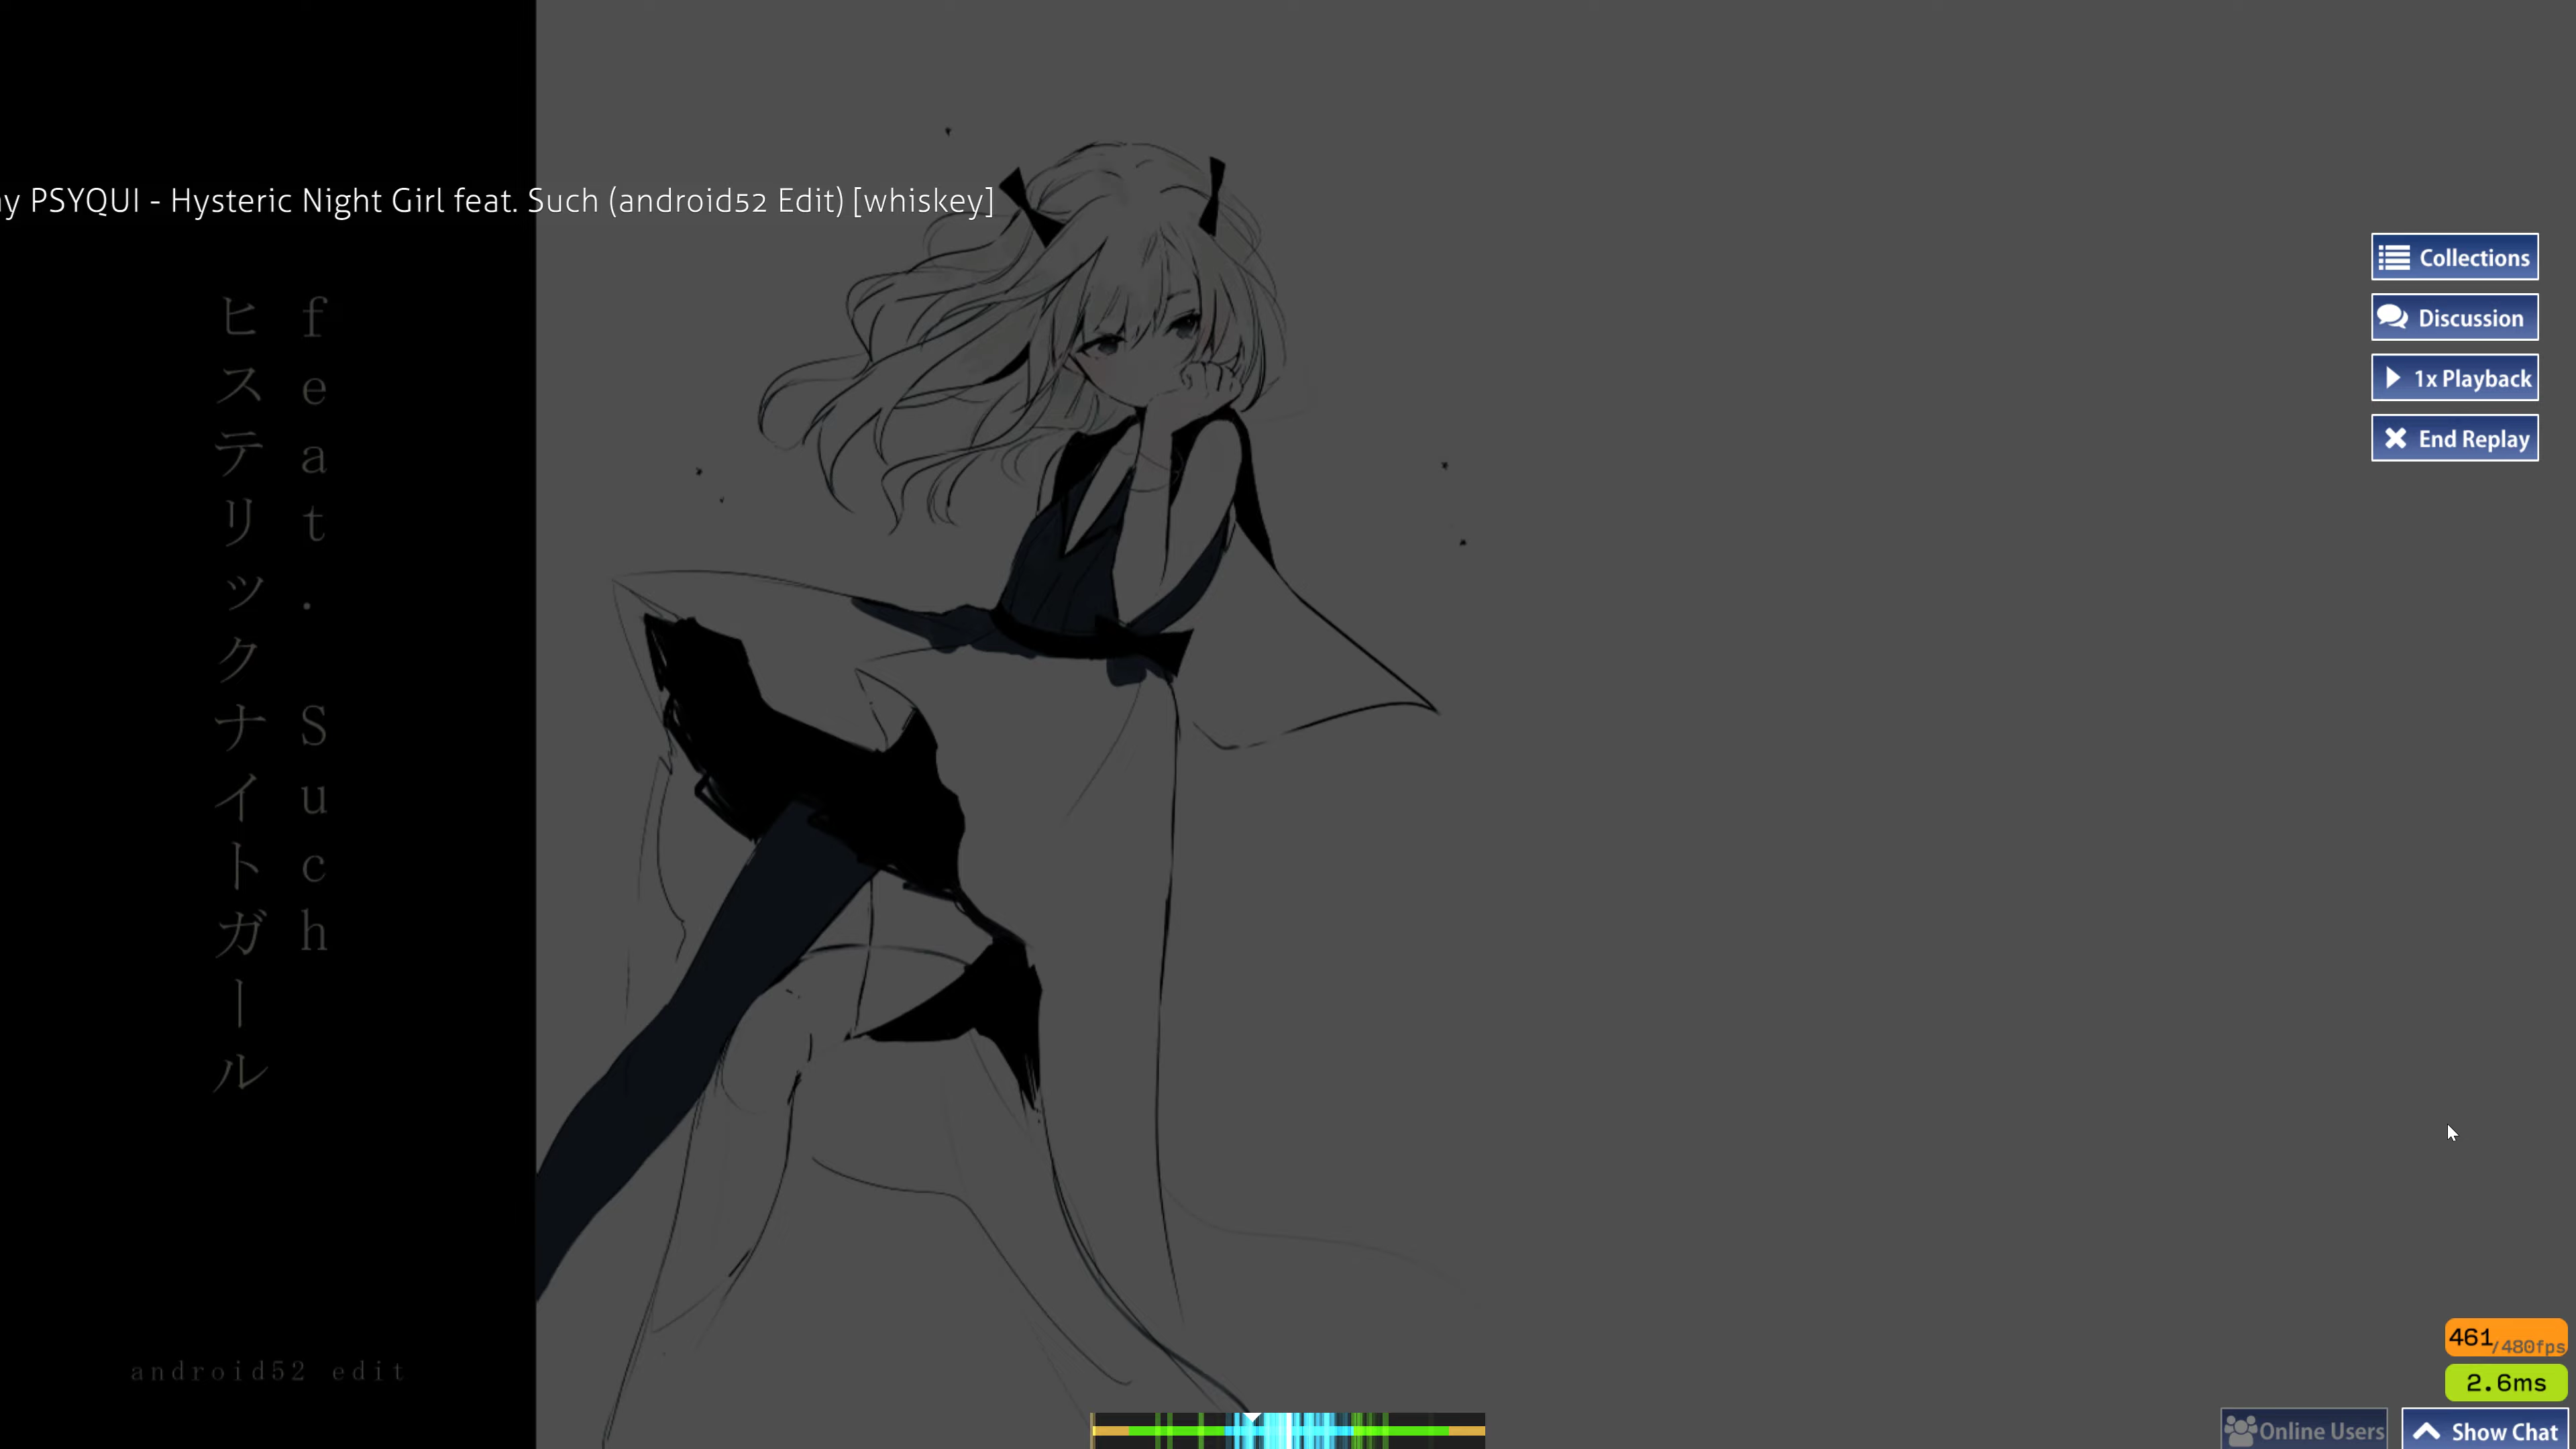 y PSYQUI - Hysteric Night Girl feat. Such (android52 Edit) [whiskey]
Collections
Discussion
1x Playback
End Replay
feat. Such
ヒステリックナイトガール
android52 edit
461/480fps
2.6ms
Online Users
Show Chat